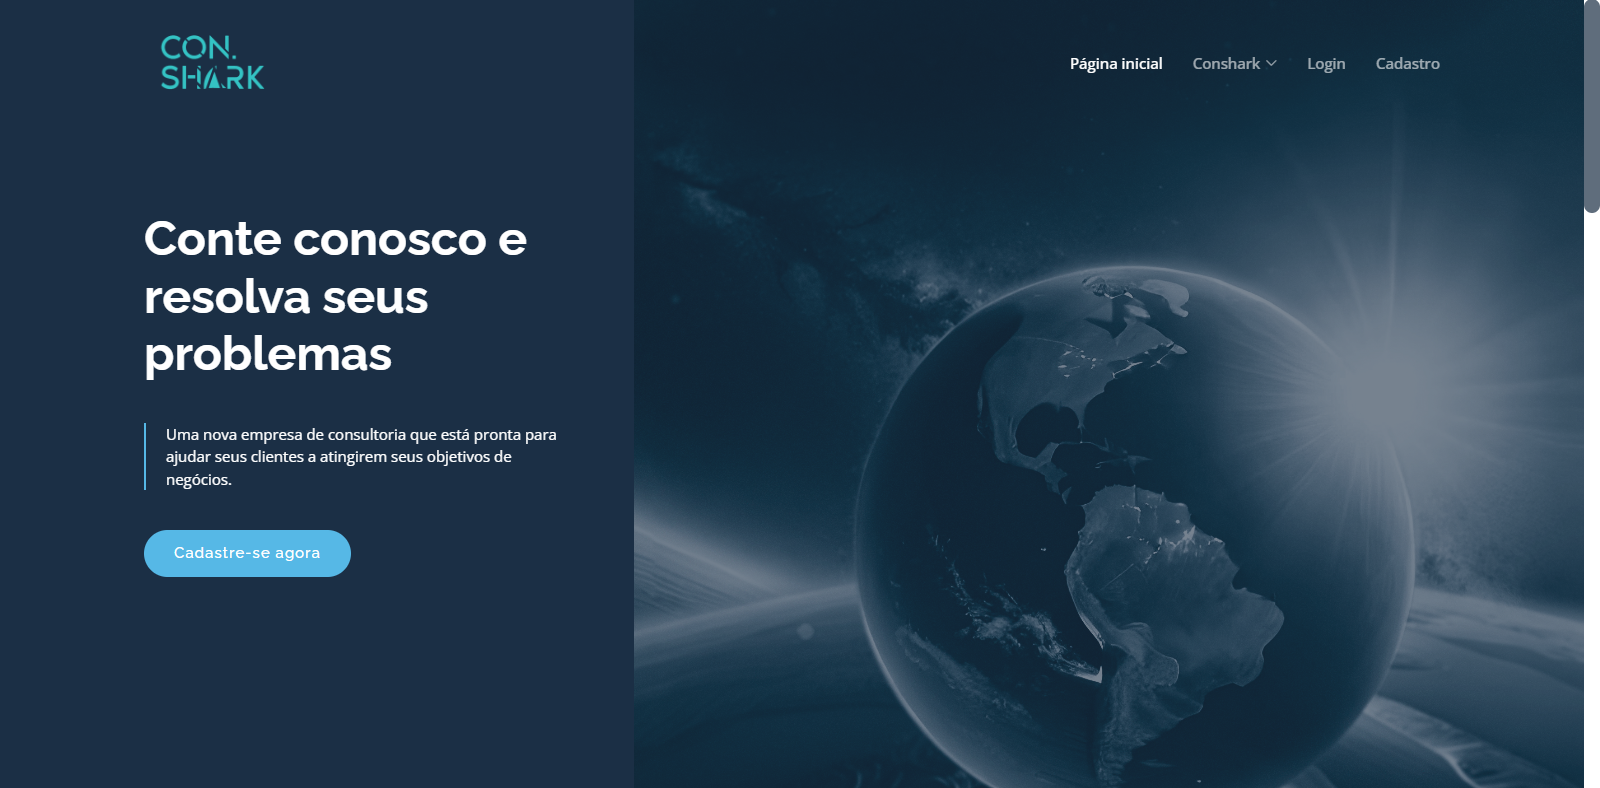 CON.
SHARK
Página inicial
Conshark
Login
Cadastro
Conte conosco e
resolva seus
problemas
Uma nova empresa de consultoria que está pronta para
ajudar seus clientes a atingirem seus objetivos de
negócios.
Cadastre-se agora